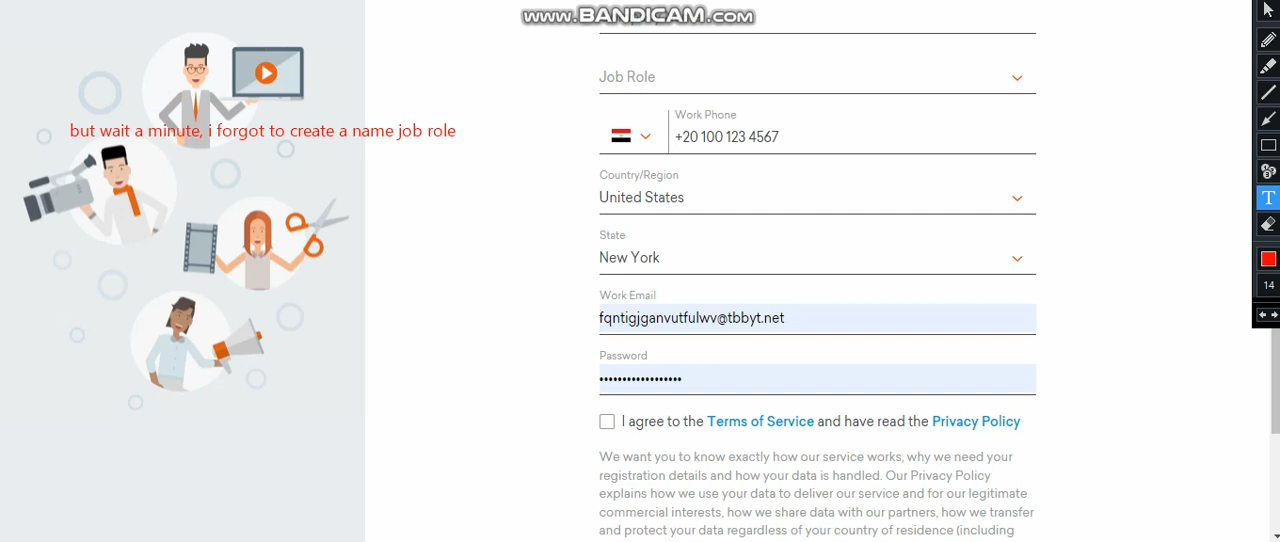 www.BANDICAM.com
Job Role
but wait a minute, i forgot to create a name job role
Work Phone
+20 100 123 4567
Country/Region
United States
State
New York
Work Email
fqntigjganvutfulwv@tbbyt.net
Password
••••••••••••••••••
I agree to the Terms of Service and have read the Privacy Policy
We want you to know exactly how our service works, why we need your
registration details and how your data is handled. Our Privacy Policy
explains how we use your data to deliver our service and for our legitimate
commercial interests, how we share data with our partners, how we transfer
and protect your data regardless of your country of residence (including
T
14